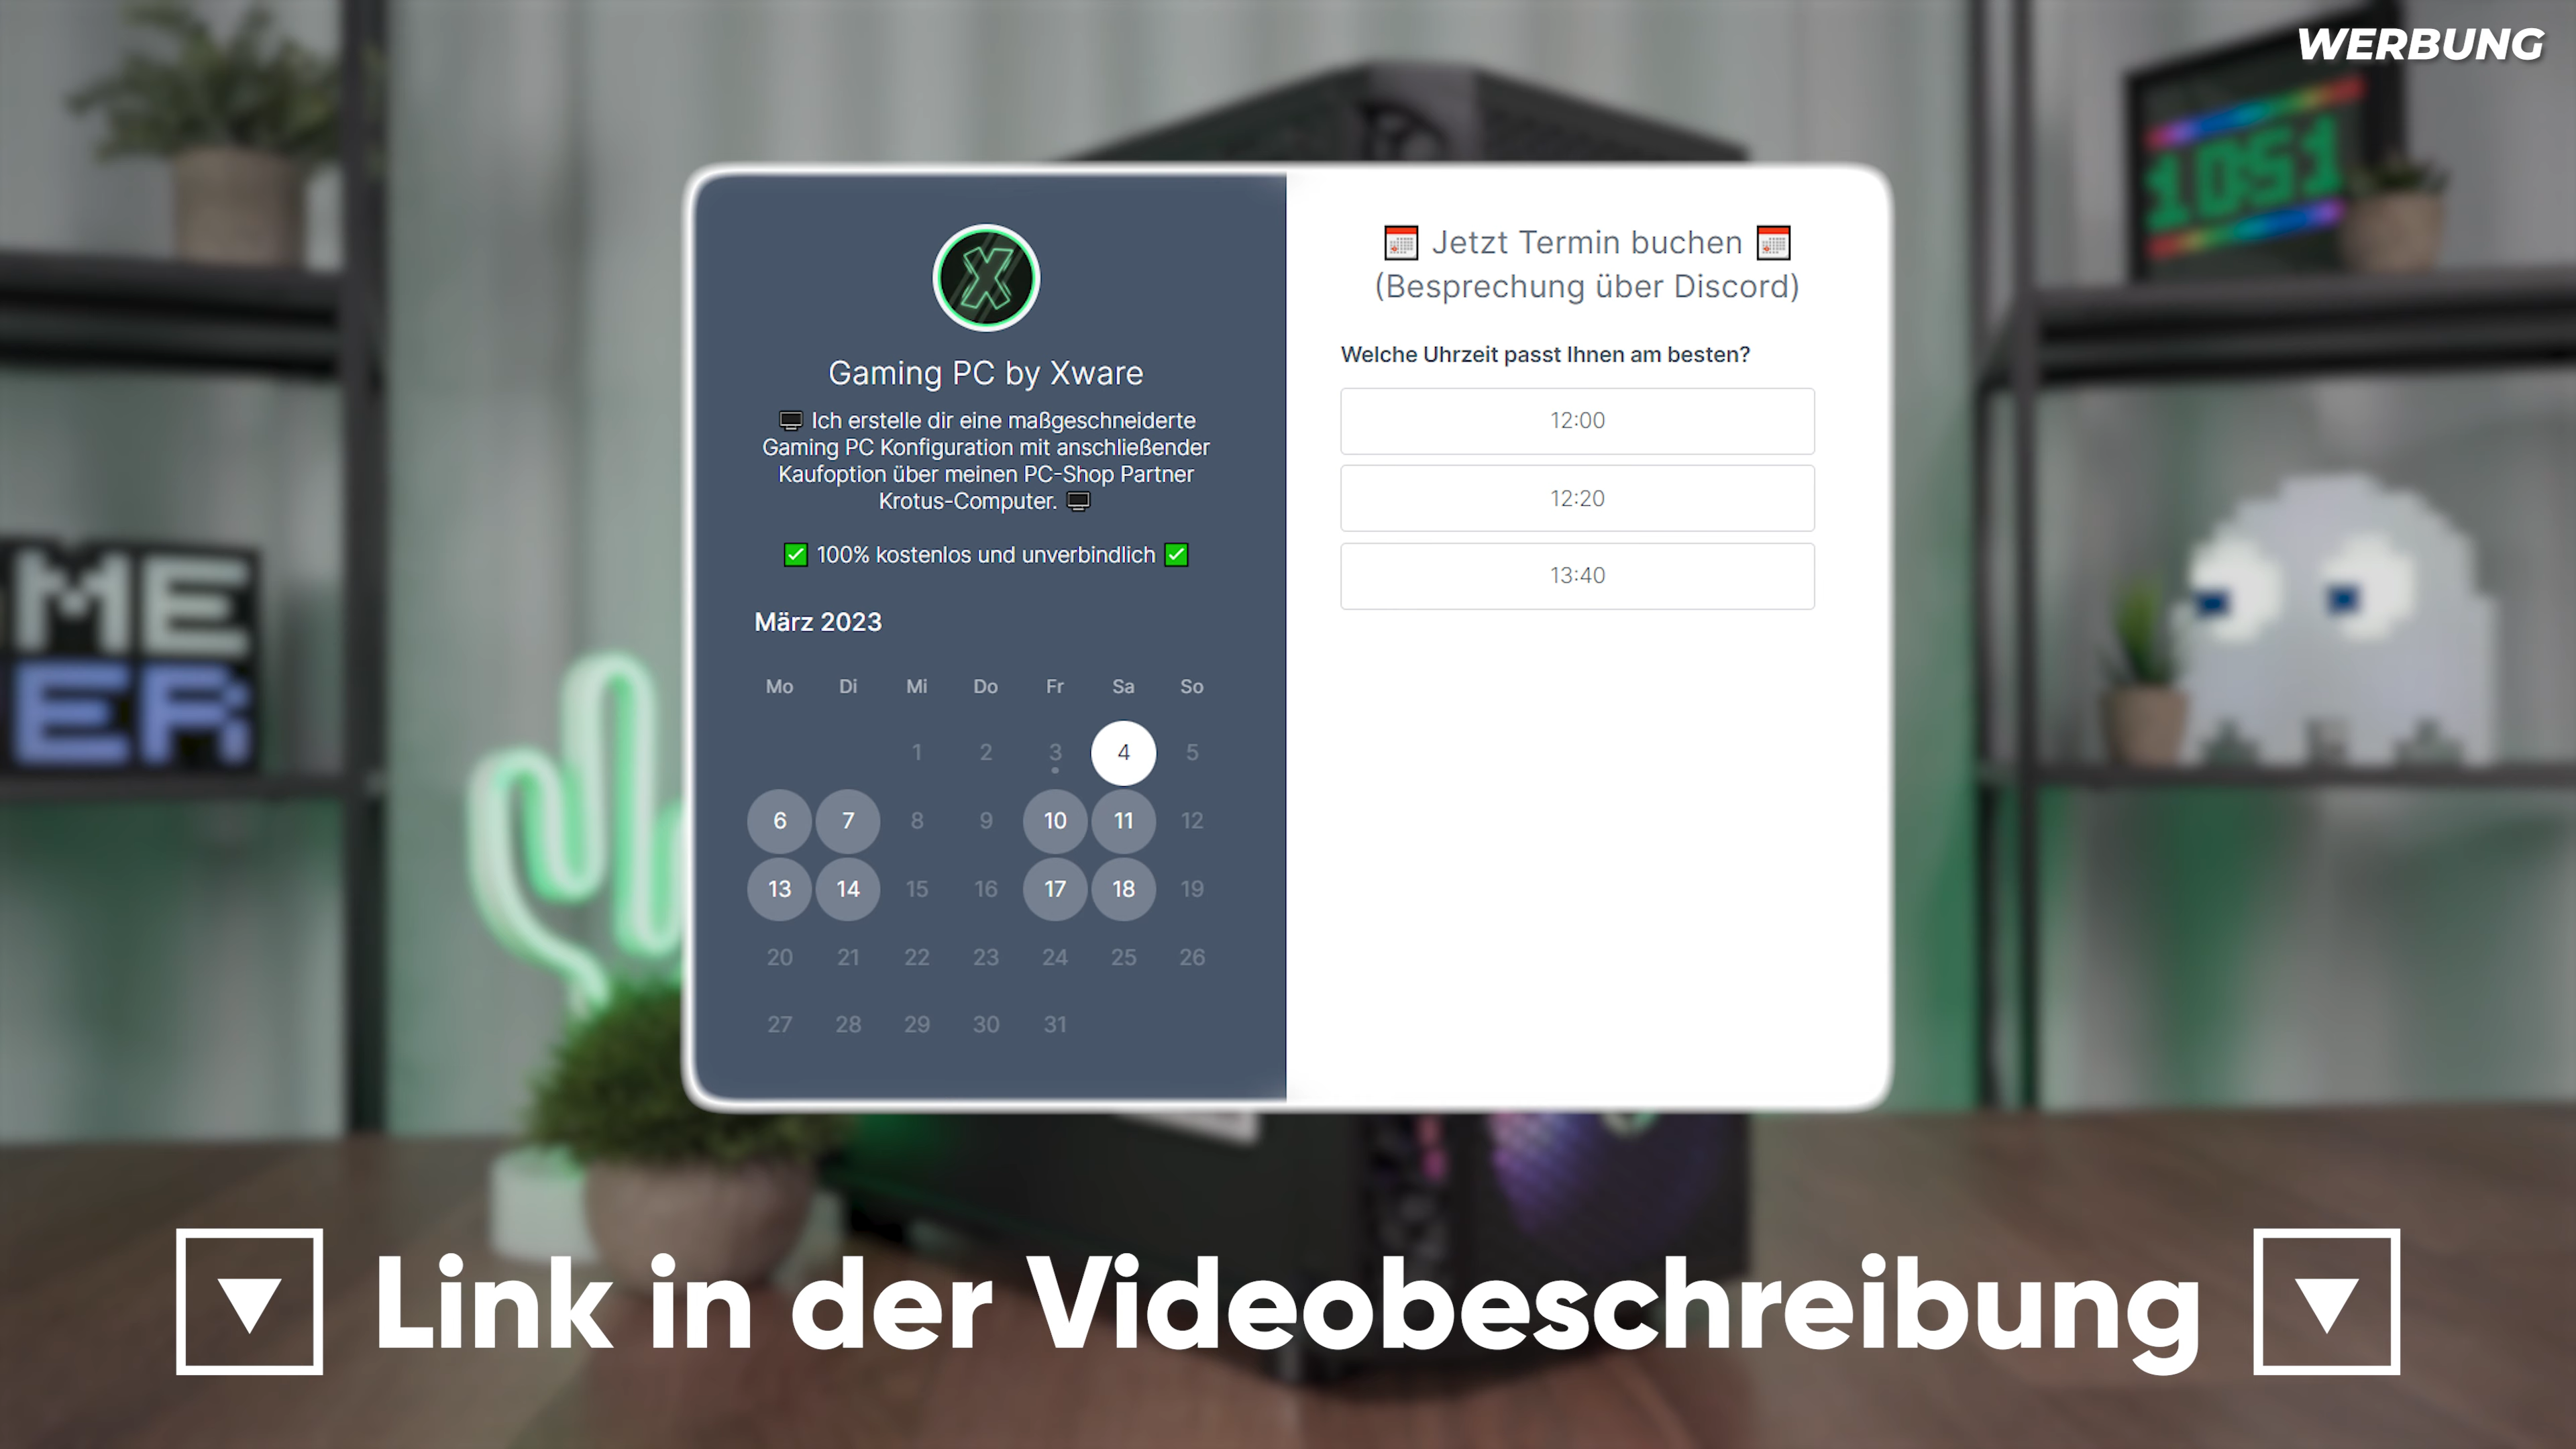 WERBUNG
1051
ME
ER
X
Gaming PC by Xware
🖥️ Ich erstelle dir eine maßgeschneiderte
Gaming PC Konfiguration mit anschließender
Kaufoption über meinen PC-Shop Partner
Krotus-Computer. 🖥️
✅ 100% kostenlos und unverbindlich ✅
März 2023
Mo Di Mi Do Fr Sa So
1 2 3 4 5
6 7 8 9 10 11 12
13 14 15 16 17 18 19
20 21 22 23 24 25 26
27 28 29 30 31
📅 Jetzt Termin buchen 📅
(Besprechung über Discord)
Welche Uhrzeit passt Ihnen am besten?
12:00
12:20
13:40
Link in der Videobeschreibung